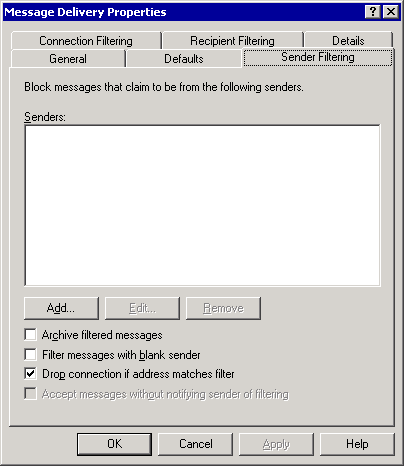 Message Delivery Properties
Connection Filtering Recipient Filtering Details
General Defaults Sender Filtering
Block messages that claim to be from the following senders.
Senders:
Add... Edit... Remove
Archive filtered messages
Filter messages with blank sender
Drop connection if address matches filter
Accept messages without notifying sender of filtering
OK Cancel Apply Help